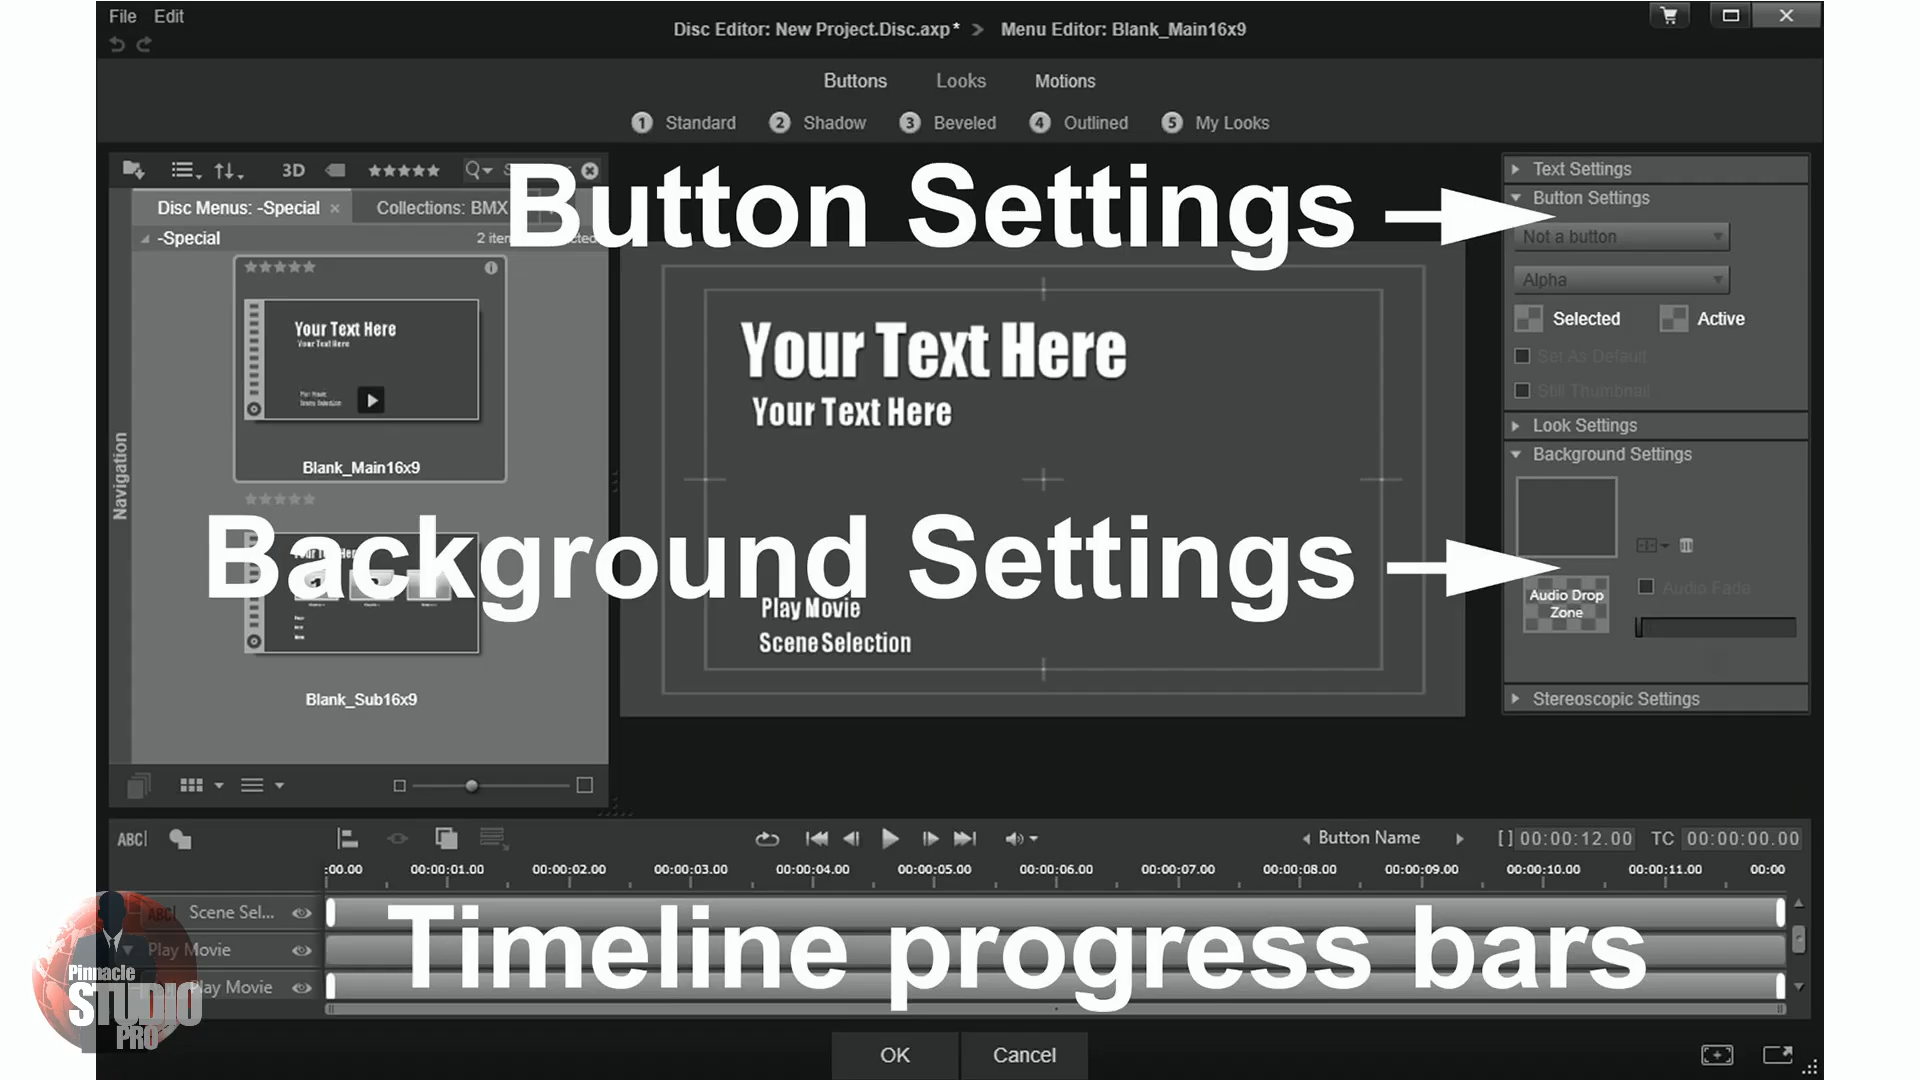 File Edit
Disc Editor: New Project.Disc.axp* > Menu Editor: Blank_Main16x9
Buttons Looks Motions
1 Standard 2 Shadow 3 Beveled 4 Outlined 5 My Looks
3D
Disc Menus: -Special × Collections: BMX
-Special
Your Text Here
Your Text Here
Play Movie
Scene Selection
Blank_Main16x9
Blank_Sub16x9
Navigation
Button Settings
Background Settings
Your Text Here
Your Text Here
Play Movie
Scene Selection
Text Settings
Button Settings
Not a button
Alpha
Selected Active
Set As Default
Still Thumbnail
Look Settings
Background Settings
Audio Drop
Zone
Audio Fade
Stereoscopic Settings
ABC
Button Name [] 00:00:12.00 TC 00:00:00.00
:00.00 00:00:01.00 00:00:02.00 00:00:03.00 00:00:04.00 00:00:05.00 00:00:06.00 00:00:07.00 00:00:08.00 00:00:09.00 00:00:10.00 00:00:11.00 00:00
ABC Scene Sel...
Play Movie
Play Movie
Timeline progress bars
Pinnacle
STUDIO
PRO
OK Cancel